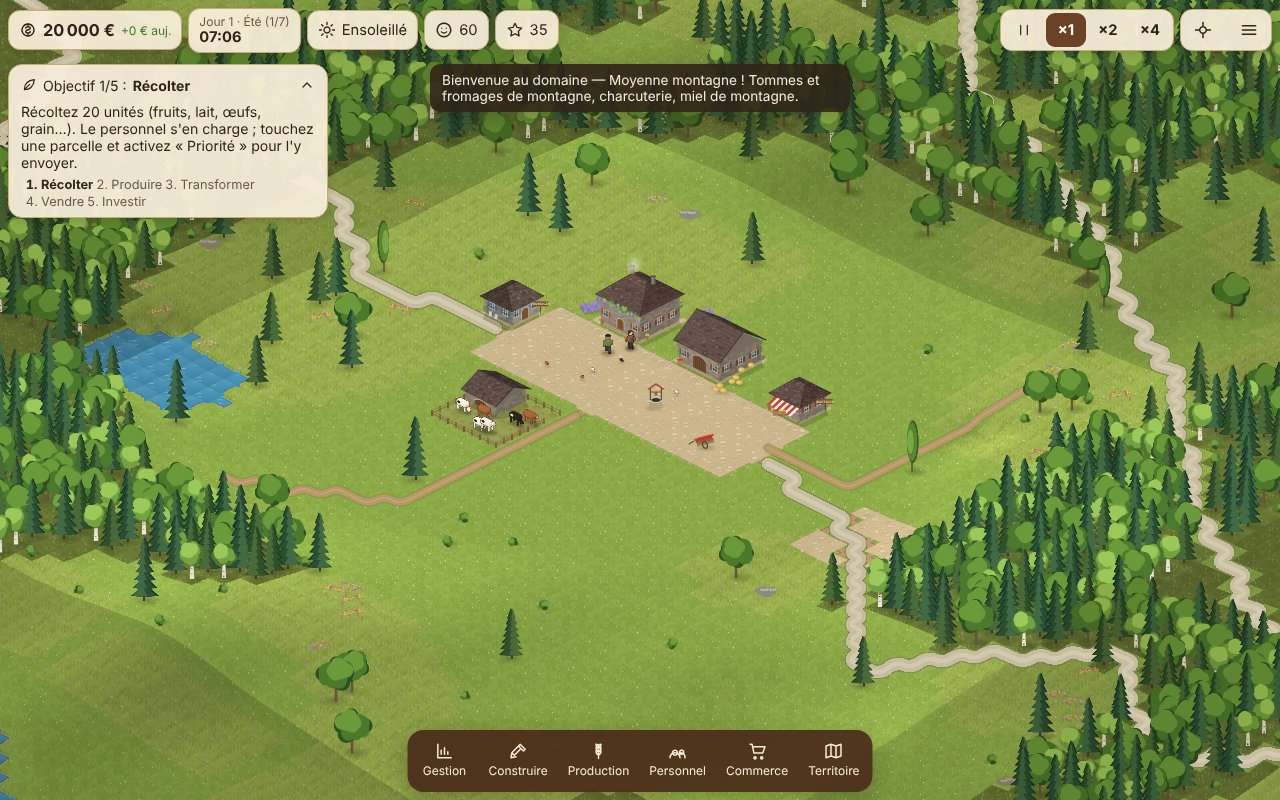 20 000 € +0 € auj.
Jour 1 · Été (1/7)
07:06
Ensoleillé
60
35
×1
×2
×4
Objectif 1/5 : Récolter
Récoltez 20 unités (fruits, lait, œufs,
grain…). Le personnel s'en charge ; touchez
une parcelle et activez « Priorité » pour l'y
envoyer.
1. Récolter 2. Produire 3. Transformer
4. Vendre 5. Investir
Bienvenue au domaine — Moyenne montagne ! Tommes et
fromages de montagne, charcuterie, miel de montagne.
Gestion
Construire
Production
Personnel
Commerce
Territoire